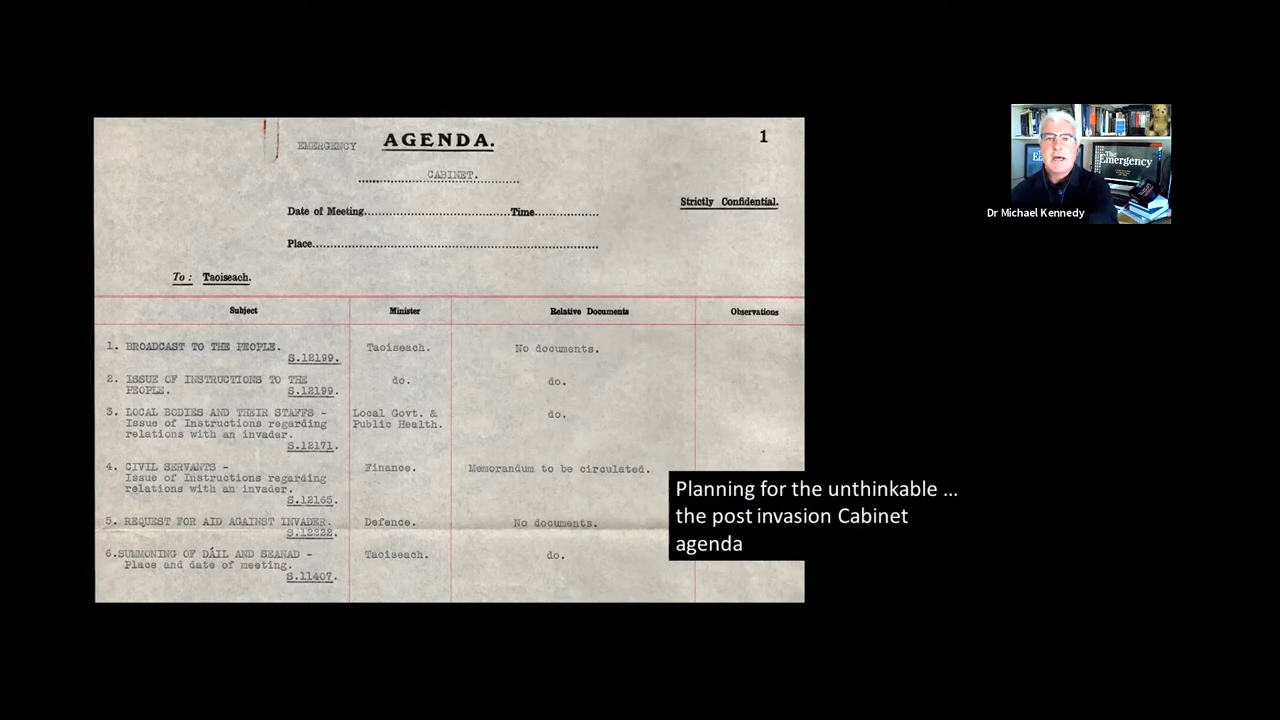 EMERGENCY AGENDA. 1
CABINET.
Strictly Confidential.
Date of Meeting Time
Place
To: Taoiseach.
Subject Minister Relative Documents Observations
1. BROADCAST TO THE PEOPLE. Taoiseach. No documents.
S.12199.
2. ISSUE OF INSTRUCTIONS TO THE do. do.
PEOPLE. S.12199.
3. LOCAL BODIES AND THEIR STAFFS - Local Govt. & do.
Issue of Instructions regarding Public Health.
relations with an invader.
S.12171.
4. CIVIL SERVANTS - Finance. Memorandum to be circulated.
Issue of Instructions regarding
relations with an invader.
S.12165.
5. REQUEST FOR AID AGAINST INVADER. Defence. No documents.
S.12222.
6.SUMMONING OF DÁIL AND SEANAD - Taoiseach. do.
Place and date of meeting.
S.11407.
Planning for the unthinkable ...
the post invasion Cabinet
agenda
The
Emergency
Dr Michael Kennedy